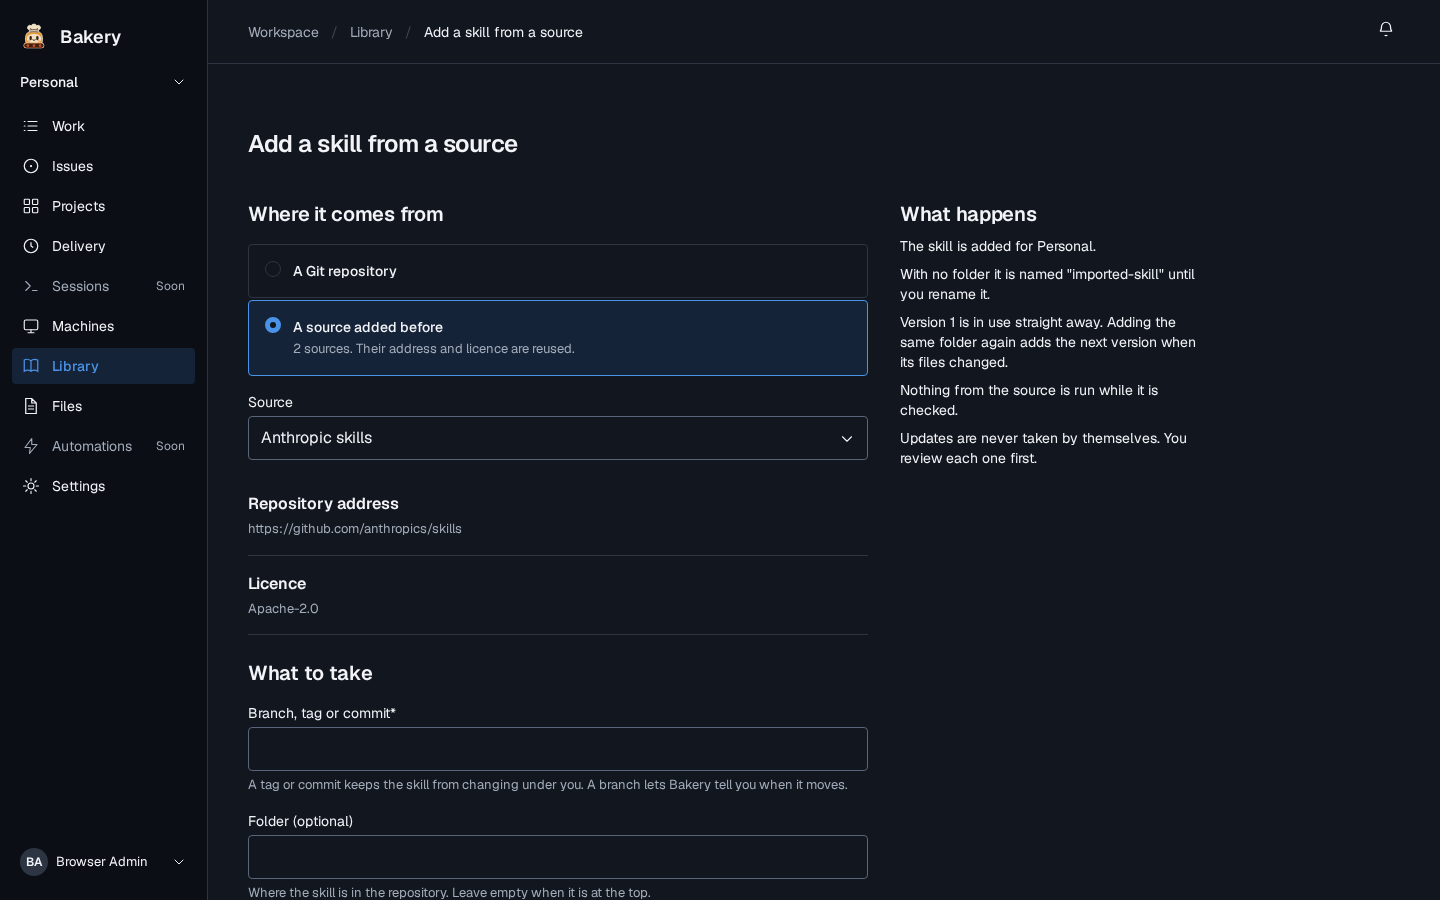 Bakery
Personal
Work
Issues
Projects
Delivery
Sessions Soon
Machines
Library
Files
Automations Soon
Settings
BA Browser Admin
Workspace / Library / Add a skill from a source
Add a skill from a source
Where it comes from
A Git repository
A source added before
2 sources. Their address and licence are reused.
Source
Anthropic skills
Repository address
https://github.com/anthropics/skills
Licence
Apache-2.0
What to take
Branch, tag or commit*
A tag or commit keeps the skill from changing under you. A branch lets Bakery tell you when it moves.
Folder (optional)
Where the skill is in the repository. Leave empty when it is at the top.
What happens
The skill is added for Personal.
With no folder it is named "imported-skill" until
you rename it.
Version 1 is in use straight away. Adding the
same folder again adds the next version when
its files changed.
Nothing from the source is run while it is
checked.
Updates are never taken by themselves. You
review each one first.